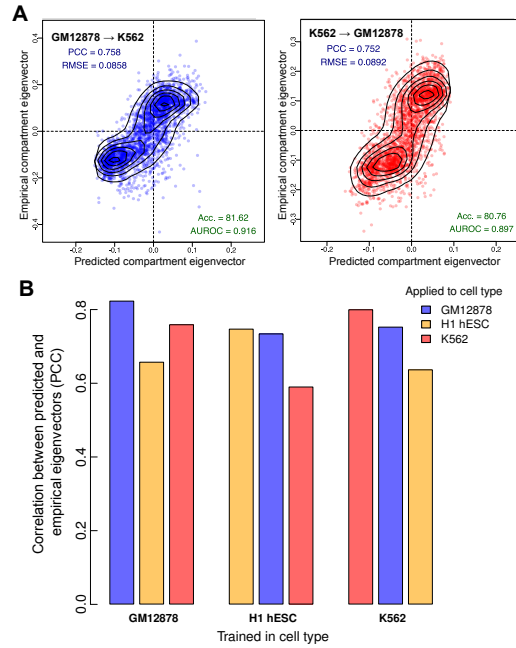 A
GM12878 → K562
PCC = 0.758
RMSE = 0.0858
Acc. = 81.62
AUROC = 0.916
Empirical compartment eigenvector
0.4
0.2
0.0
-0.2
-0.4
-0.2
-0.1
0.0
0.1
0.2
Predicted compartment eigenvector
K562 → GM12878
PCC = 0.752
RMSE = 0.0892
Acc. = 80.76
AUROC = 0.897
Empirical compartment eigenvector
0.3
0.2
0.1
0.0
-0.1
-0.2
-0.3
-0.2
-0.1
0.0
0.1
0.2
Predicted compartment eigenvector
B
Correlation between predicted and
empirical eigenvectors (PCC)
0.8
0.6
0.4
0.2
0.0
Applied to cell type
GM12878
H1 hESC
K562
GM12878
H1 hESC
K562
Trained in cell type